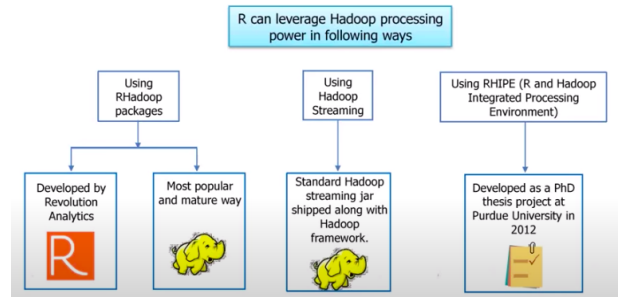 R can leverage Hadoop processing
power in following ways
Using
RHadoop
packages
Using
Hadoop
Streaming
Using RHIPE (R and Hadoop
Integrated Processing
Environment)
Developed by
Revolution
Analytics
R
Most popular
and mature way
Standard Hadoop
streaming jar
shipped along with
Hadoop
framework.
Developed as a PhD
thesis project at
Purdue University in
2012